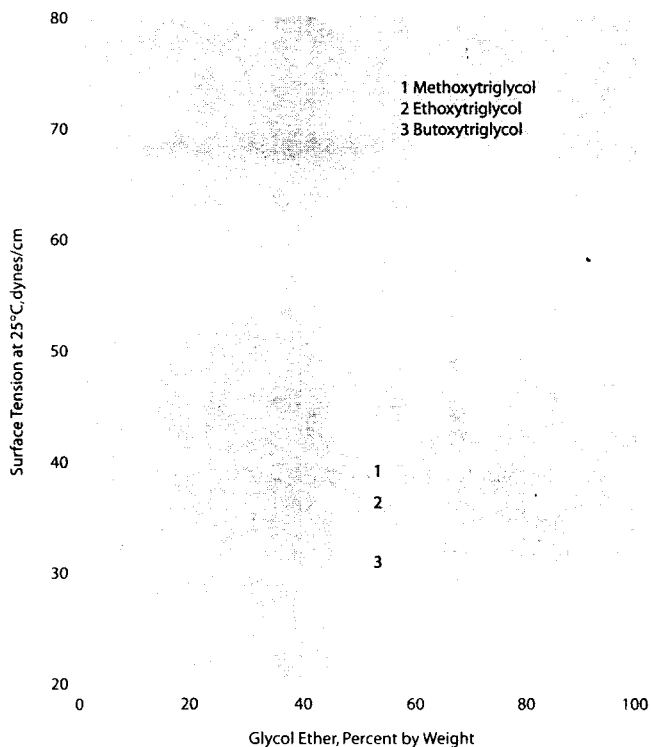 80
1 Methoxytriglycol
2 Ethoxytriglycol
3 Butoxytriglycol
70
60
Surface Tension at 25°C,dynes/cm
50
40
1
2
3
30
20
0 20 40 60 80 100
Glycol Ether, Percent by Weight